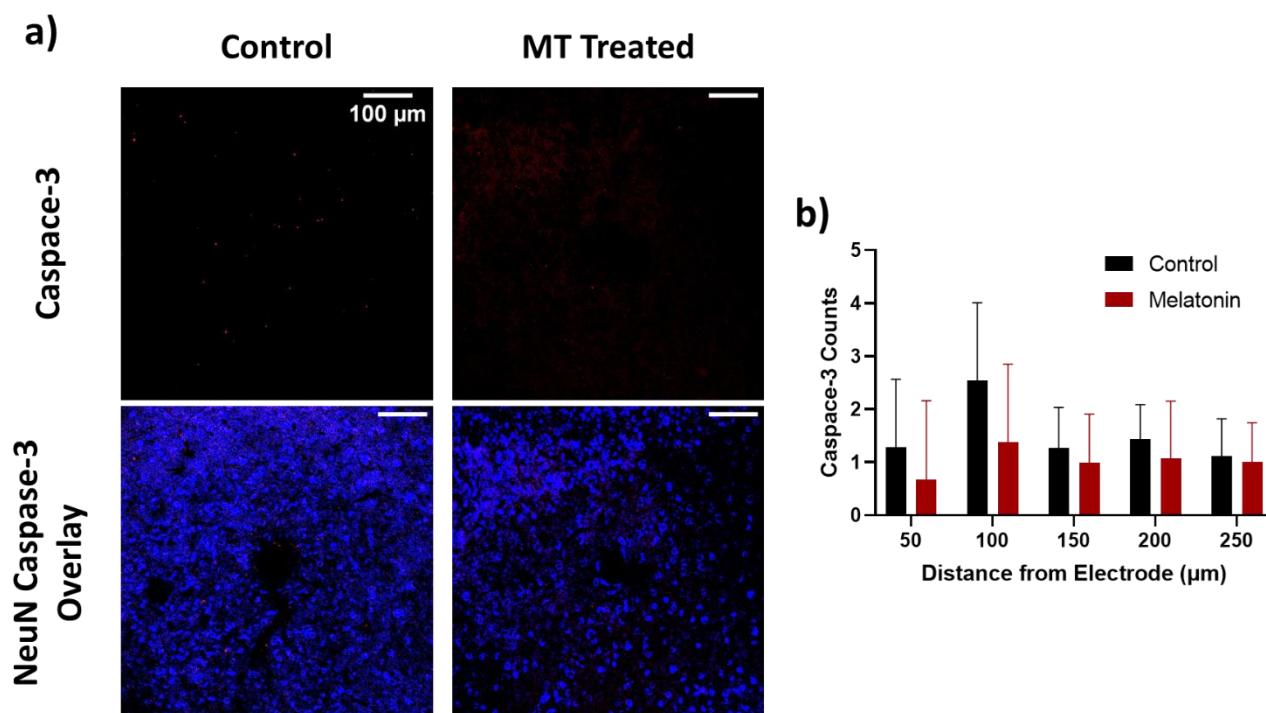 a)
Control
MT Treated
100 µm
Caspace-3
NeuN Caspase-3
Overlay
b)
5
4
3
2
1
0
Caspace-3 Counts
Control
Melatonin
50
100
150
200
250
Distance from Electrode (µm)